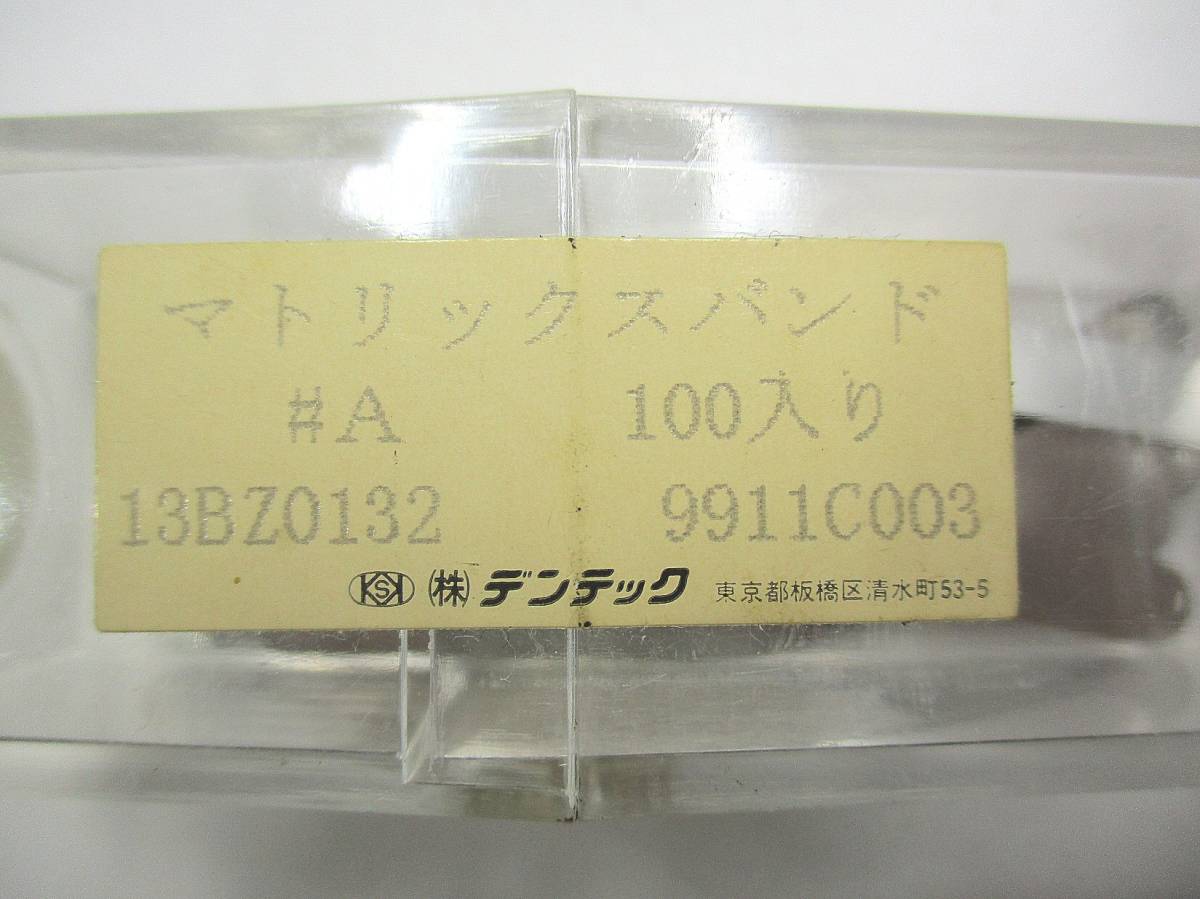 マトリックスバンド
#A 100入り
13BZ0132 9911C003
KSK (株)デンテック 東京都板橋区清水町53-5